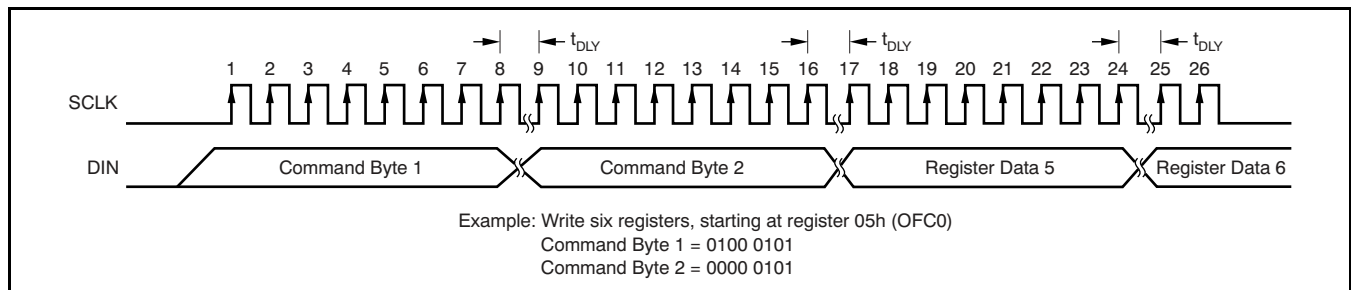 t_DLY t_DLY t_DLY
1 2 3 4 5 6 7 8 9 10 11 12 13 14 15 16 17 18 19 20 21 22 23 24 25 26
SCLK
DIN Command Byte 1 Command Byte 2 Register Data 5 Register Data 6
Example: Write six registers, starting at register 05h (OFC0)
Command Byte 1 = 0100 0101
Command Byte 2 = 0000 0101